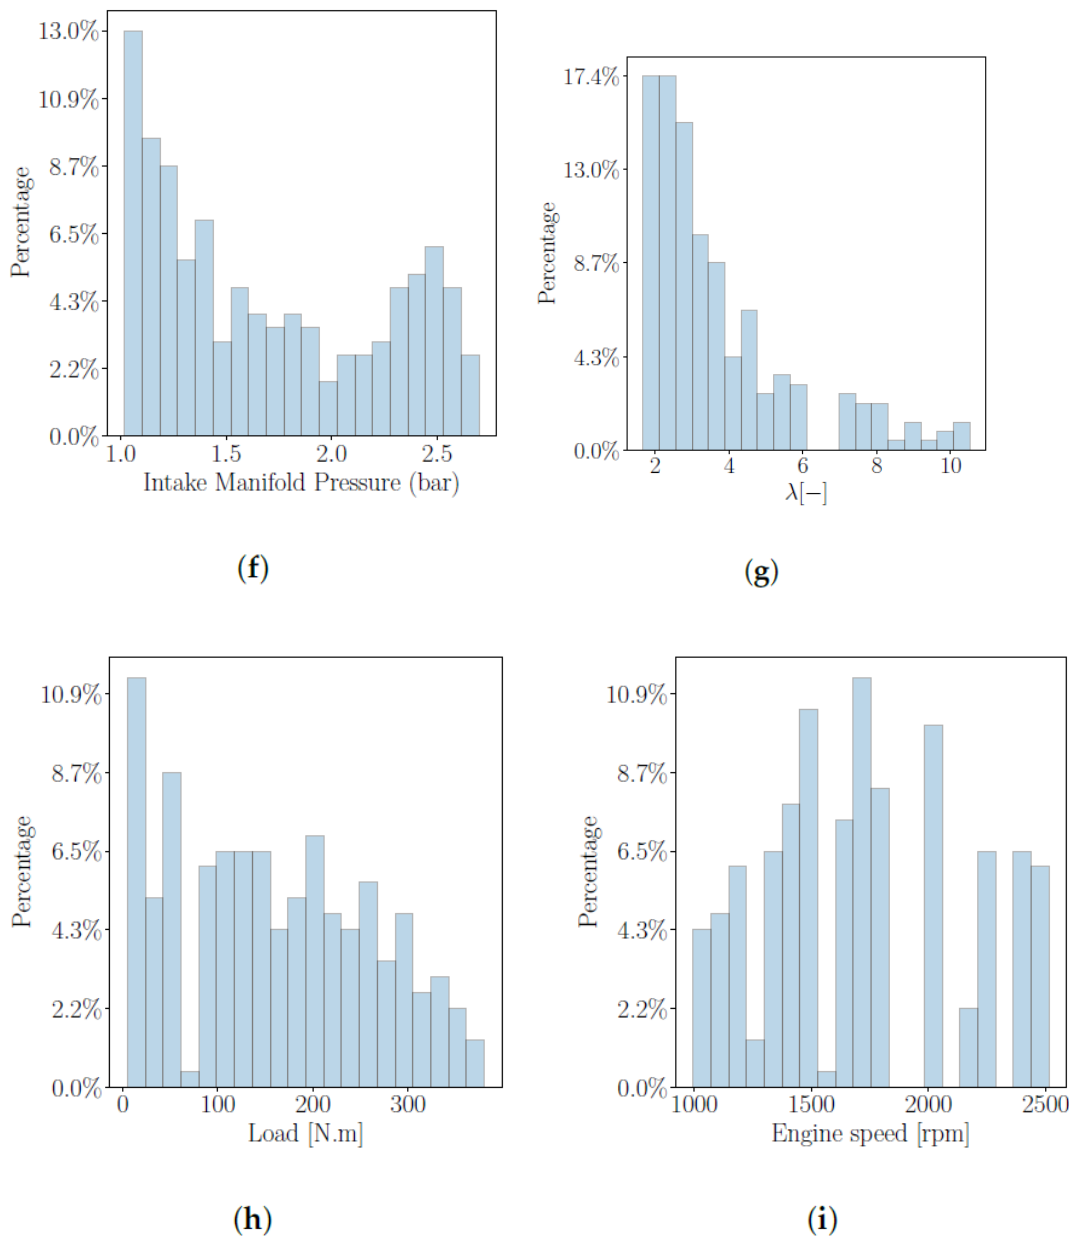 13.0%
10.9%
8.7%
6.5%
4.3%
2.2%
0.0%
Percentage
1.0 1.5 2.0 2.5
Intake Manifold Pressure (bar)
(f)
17.4%
13.0%
8.7%
4.3%
0.0%
Percentage
2 4 6 8 10
λ[−]
(g)
10.9%
8.7%
6.5%
4.3%
2.2%
0.0%
Percentage
0 100 200 300
Load [N.m]
(h)
10.9%
8.7%
6.5%
4.3%
2.2%
0.0%
Percentage
1000 1500 2000 2500
Engine speed [rpm]
(i)